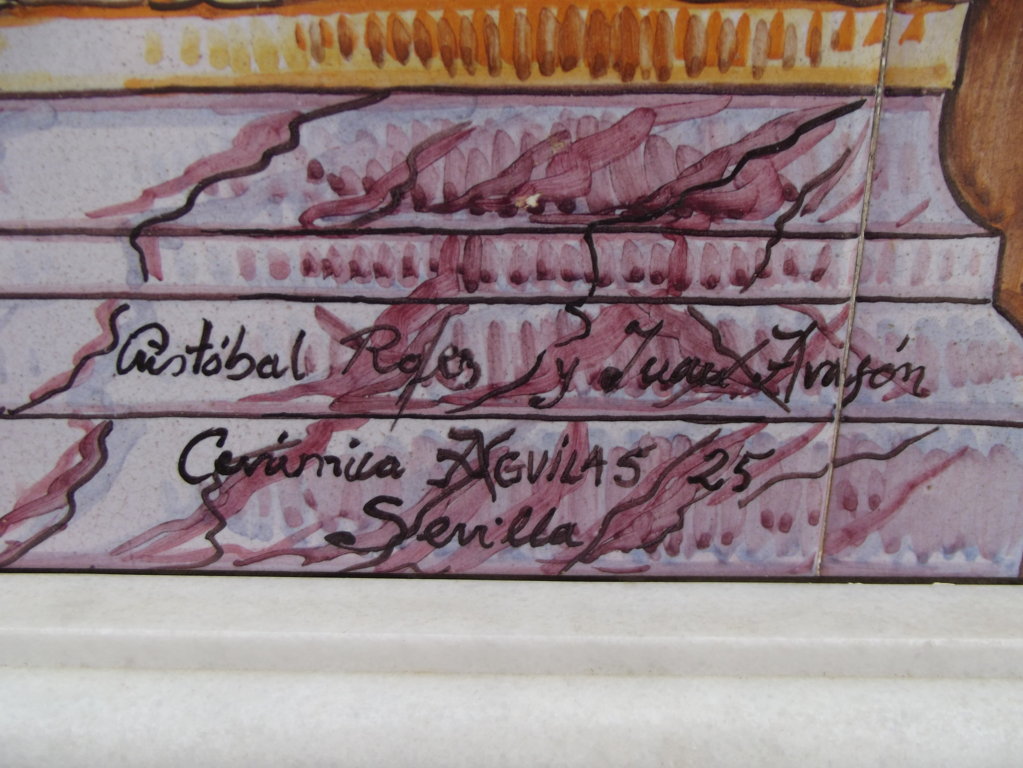 Cristóbal Rojas y Juan Aragón
Cerámica AGUILAS / 25
Sevilla